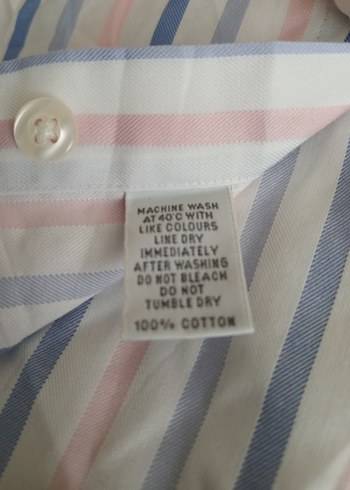 MACHINE WASH
AT 40°C WITH
LIKE COLOURS
LINE DRY
IMMEDIATELY
AFTER WASHING
DO NOT BLEACH
DO NOT
TUMBLE DRY
100% COTTON